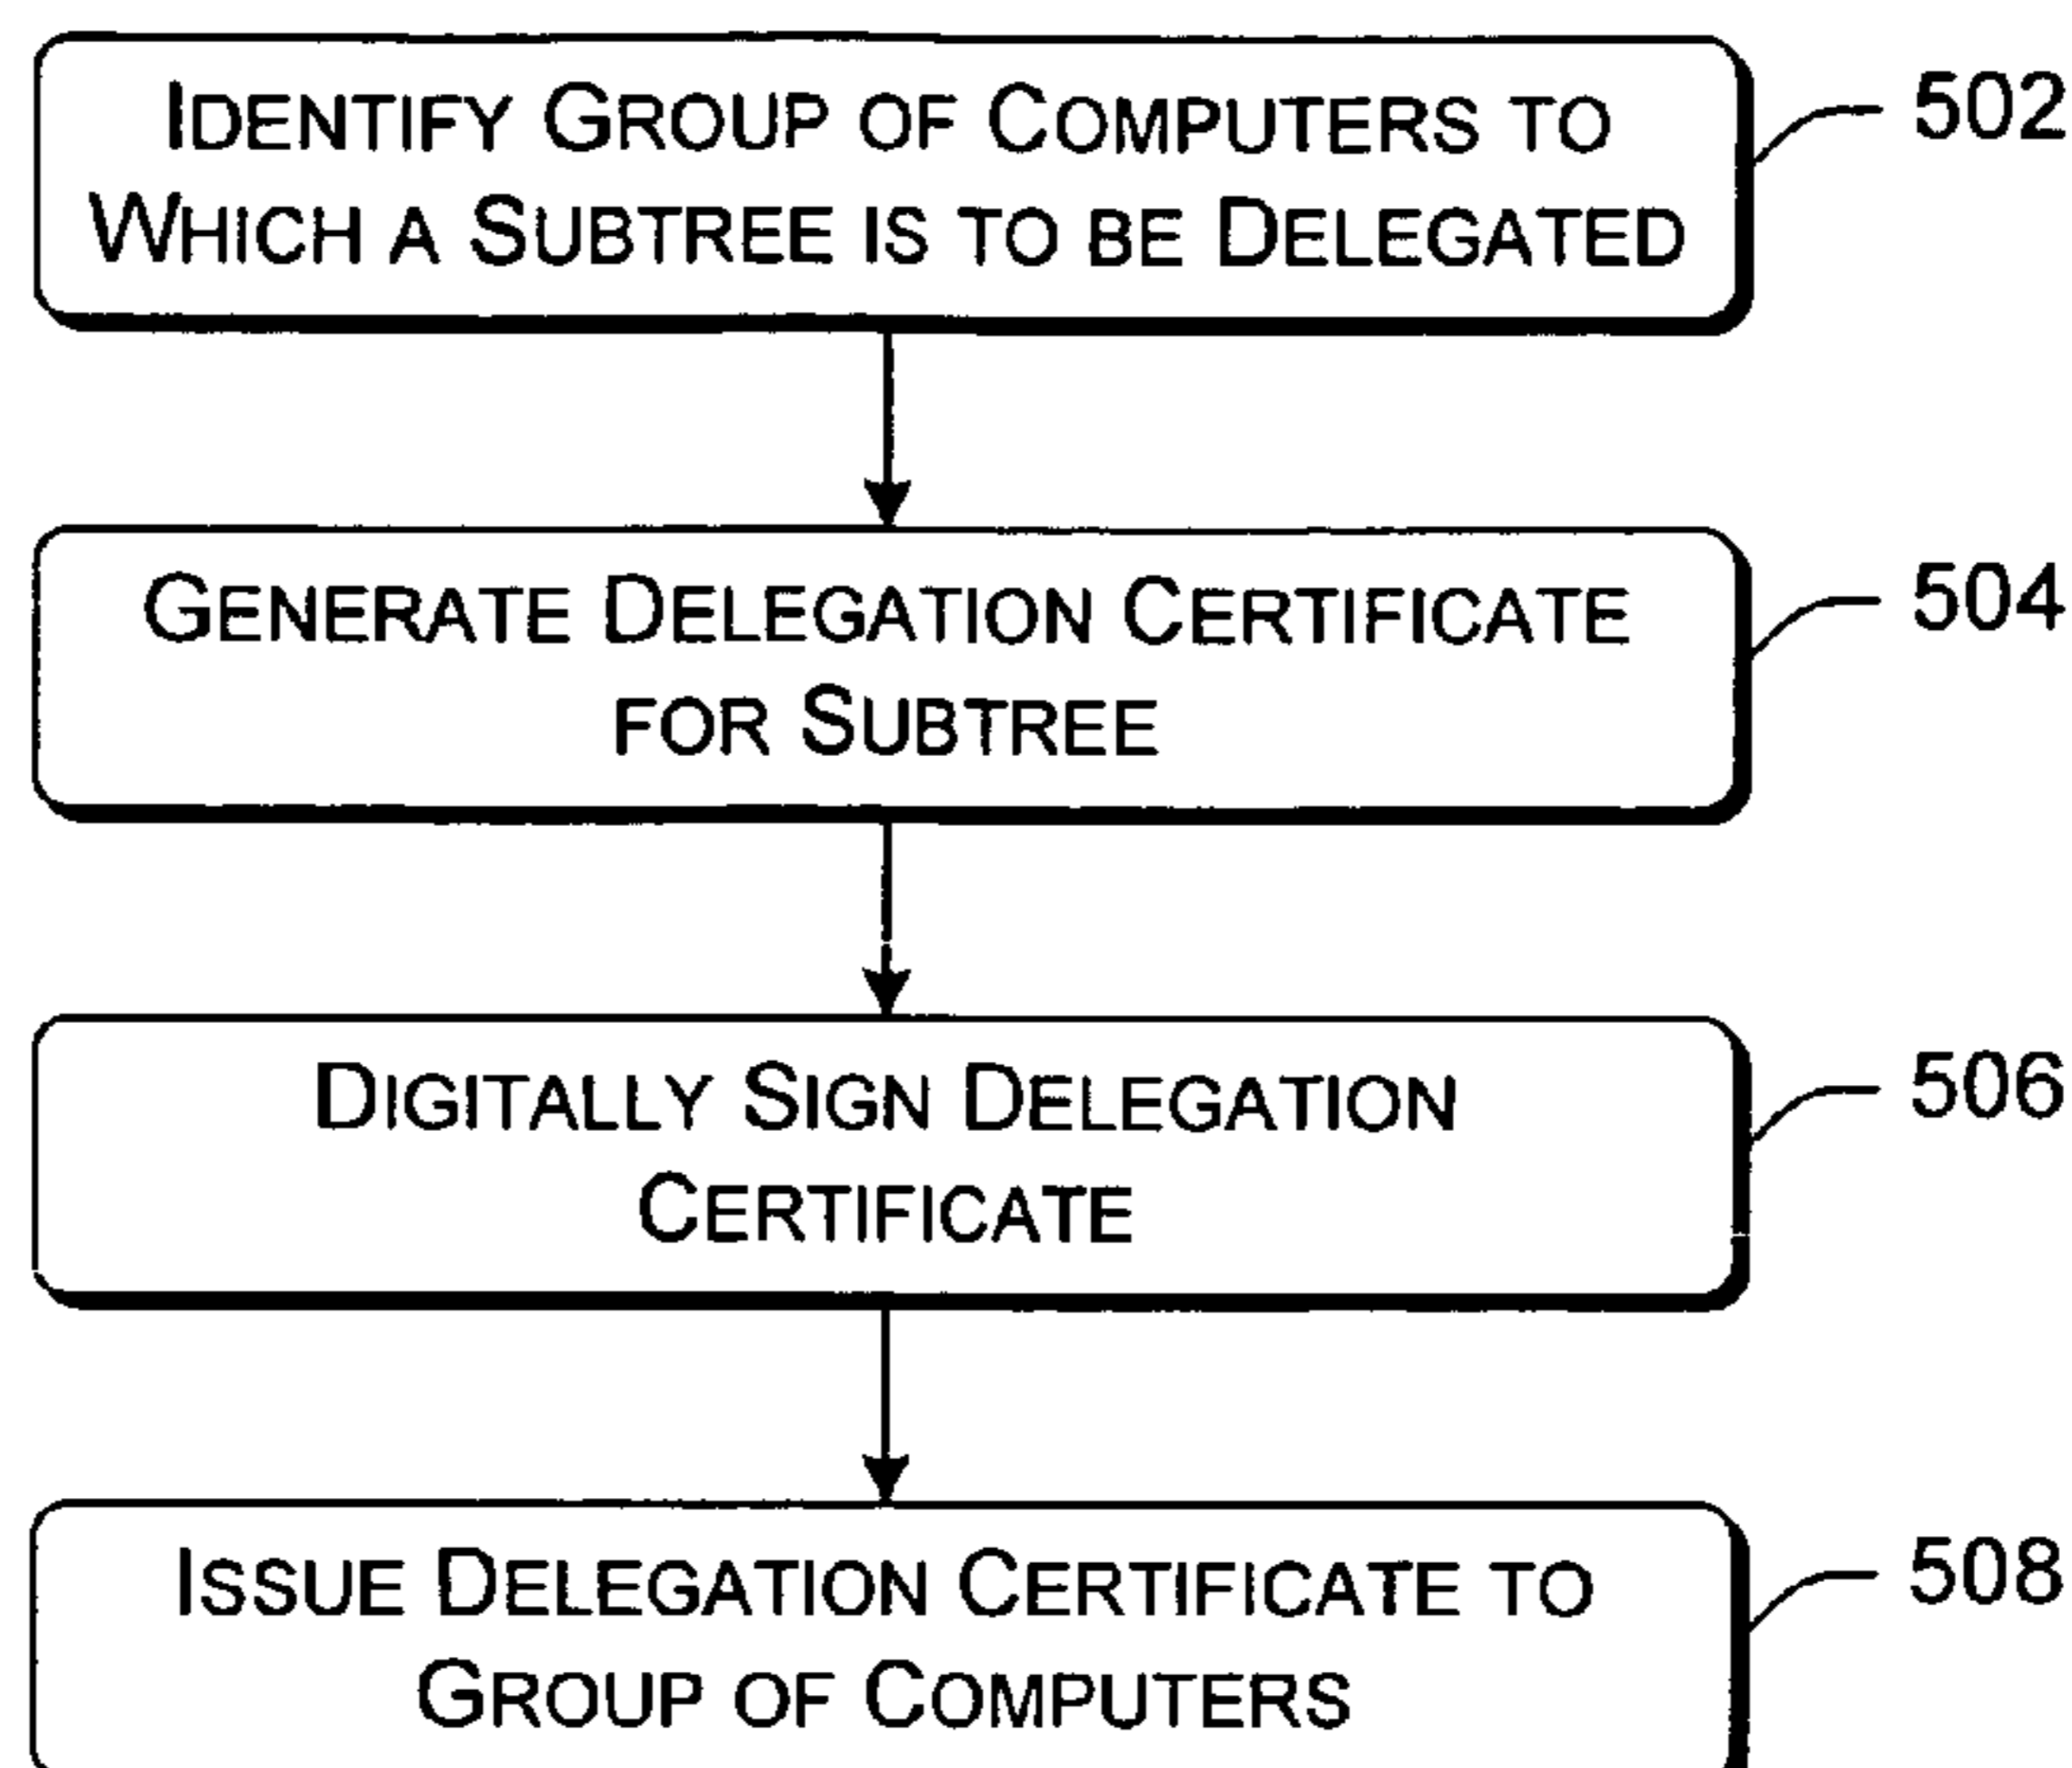 IDENTIFY GROUP OF COMPUTERS TO
WHICH A SUBTREE IS TO BE DELEGATED
502
GENERATE DELEGATION CERTIFICATE
FOR SUBTREE
504
DIGITALLY SIGN DELEGATION
CERTIFICATE
506
ISSUE DELEGATION CERTIFICATE TO
GROUP OF COMPUTERS
508